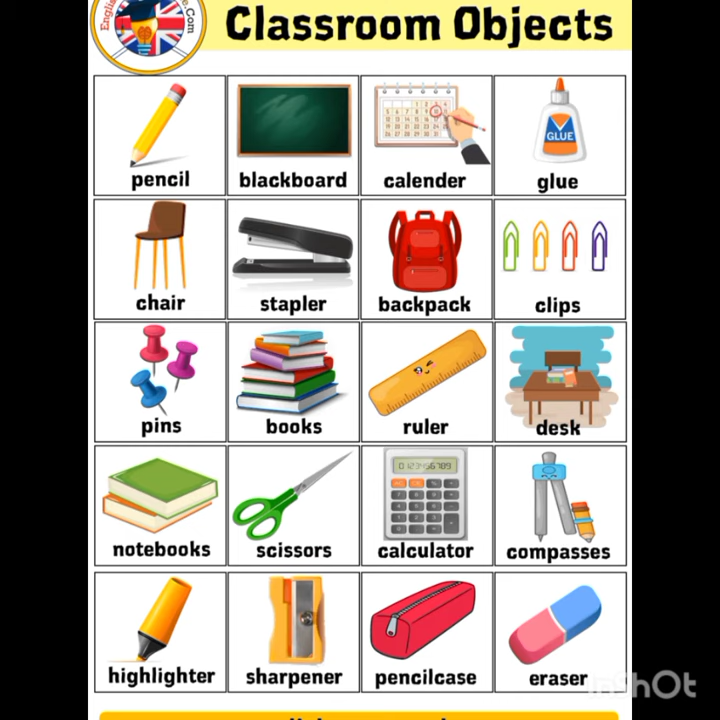 Classroom Objects
pencil
blackboard
calender
GLUE
glue
chair
stapler
backpack
clips
pins
books
ruler
desk
notebooks
scissors
0123456789
calculator
compasses
highlighter
sharpener
pencilcase
eraser
InShOt